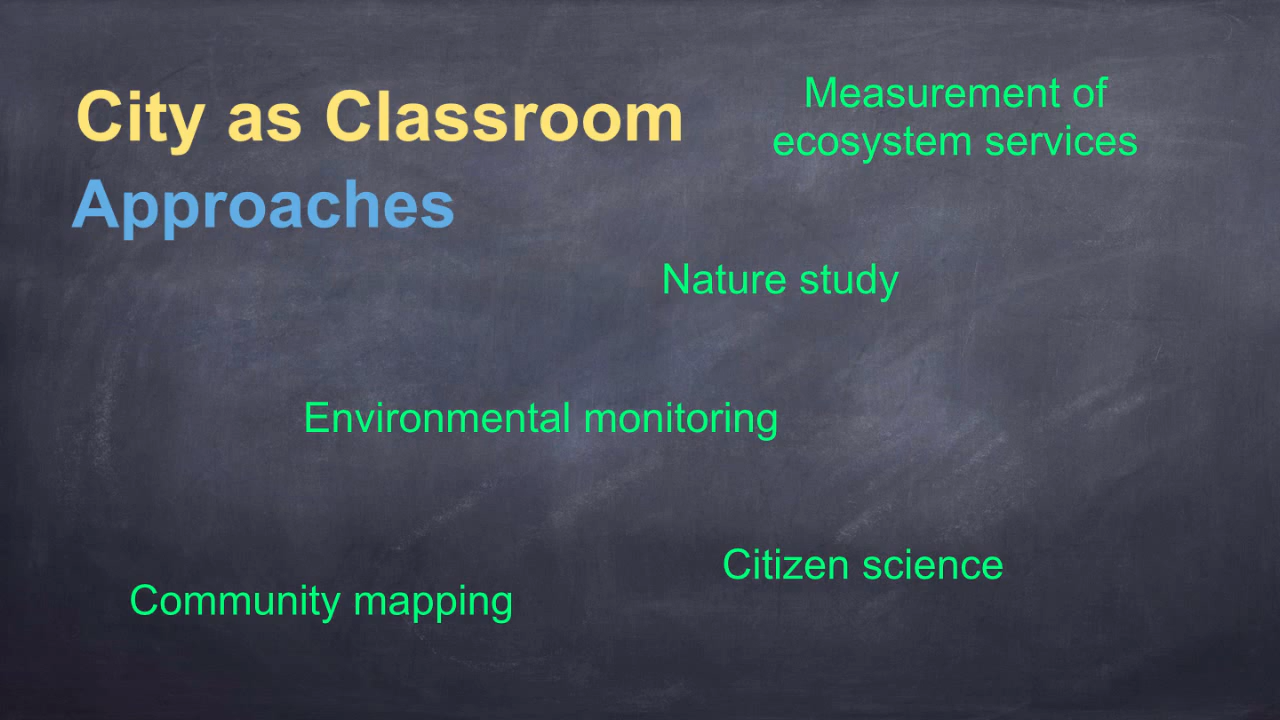 City as Classroom
Approaches
Measurement of
ecosystem services
Nature study
Environmental monitoring
Citizen science
Community mapping